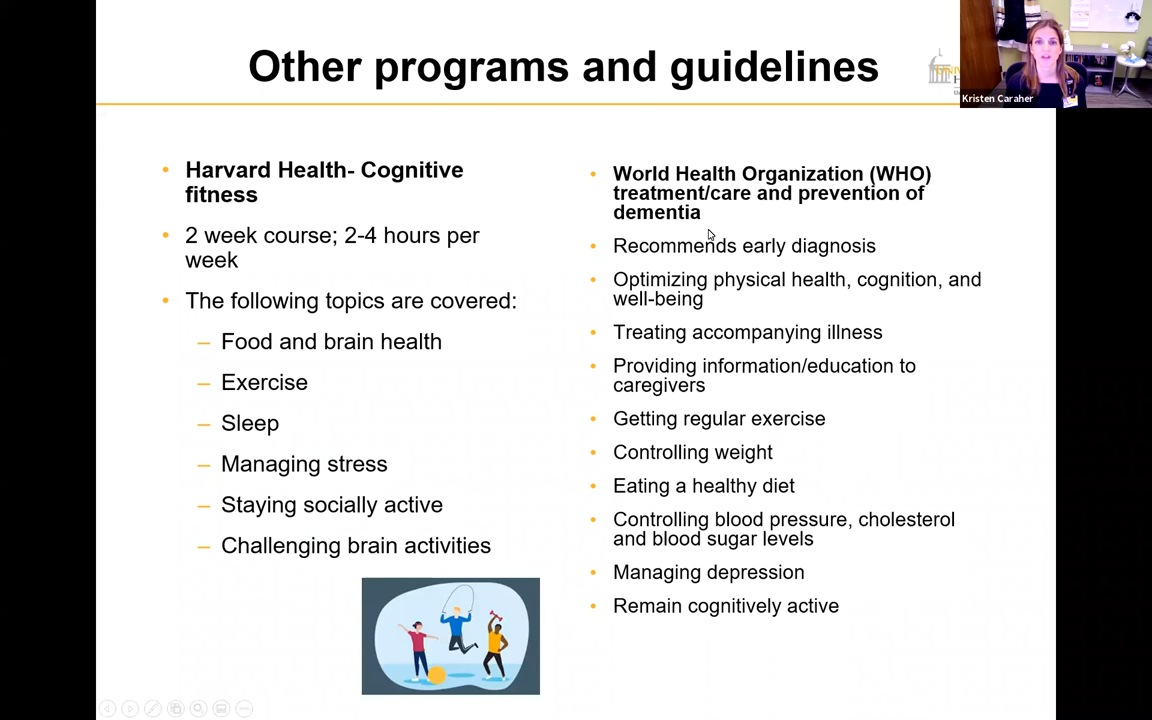 Other programs and guidelines
Kristen Caraher
• Harvard Health- Cognitive
fitness
• 2 week course; 2-4 hours per
week
• The following topics are covered:
– Food and brain health
– Exercise
– Sleep
– Managing stress
– Staying socially active
– Challenging brain activities
• World Health Organization (WHO)
treatment/care and prevention of
dementia
• Recommends early diagnosis
• Optimizing physical health, cognition, and
well-being
• Treating accompanying illness
• Providing information/education to
caregivers
• Getting regular exercise
• Controlling weight
• Eating a healthy diet
• Controlling blood pressure, cholesterol
and blood sugar levels
• Managing depression
• Remain cognitively active